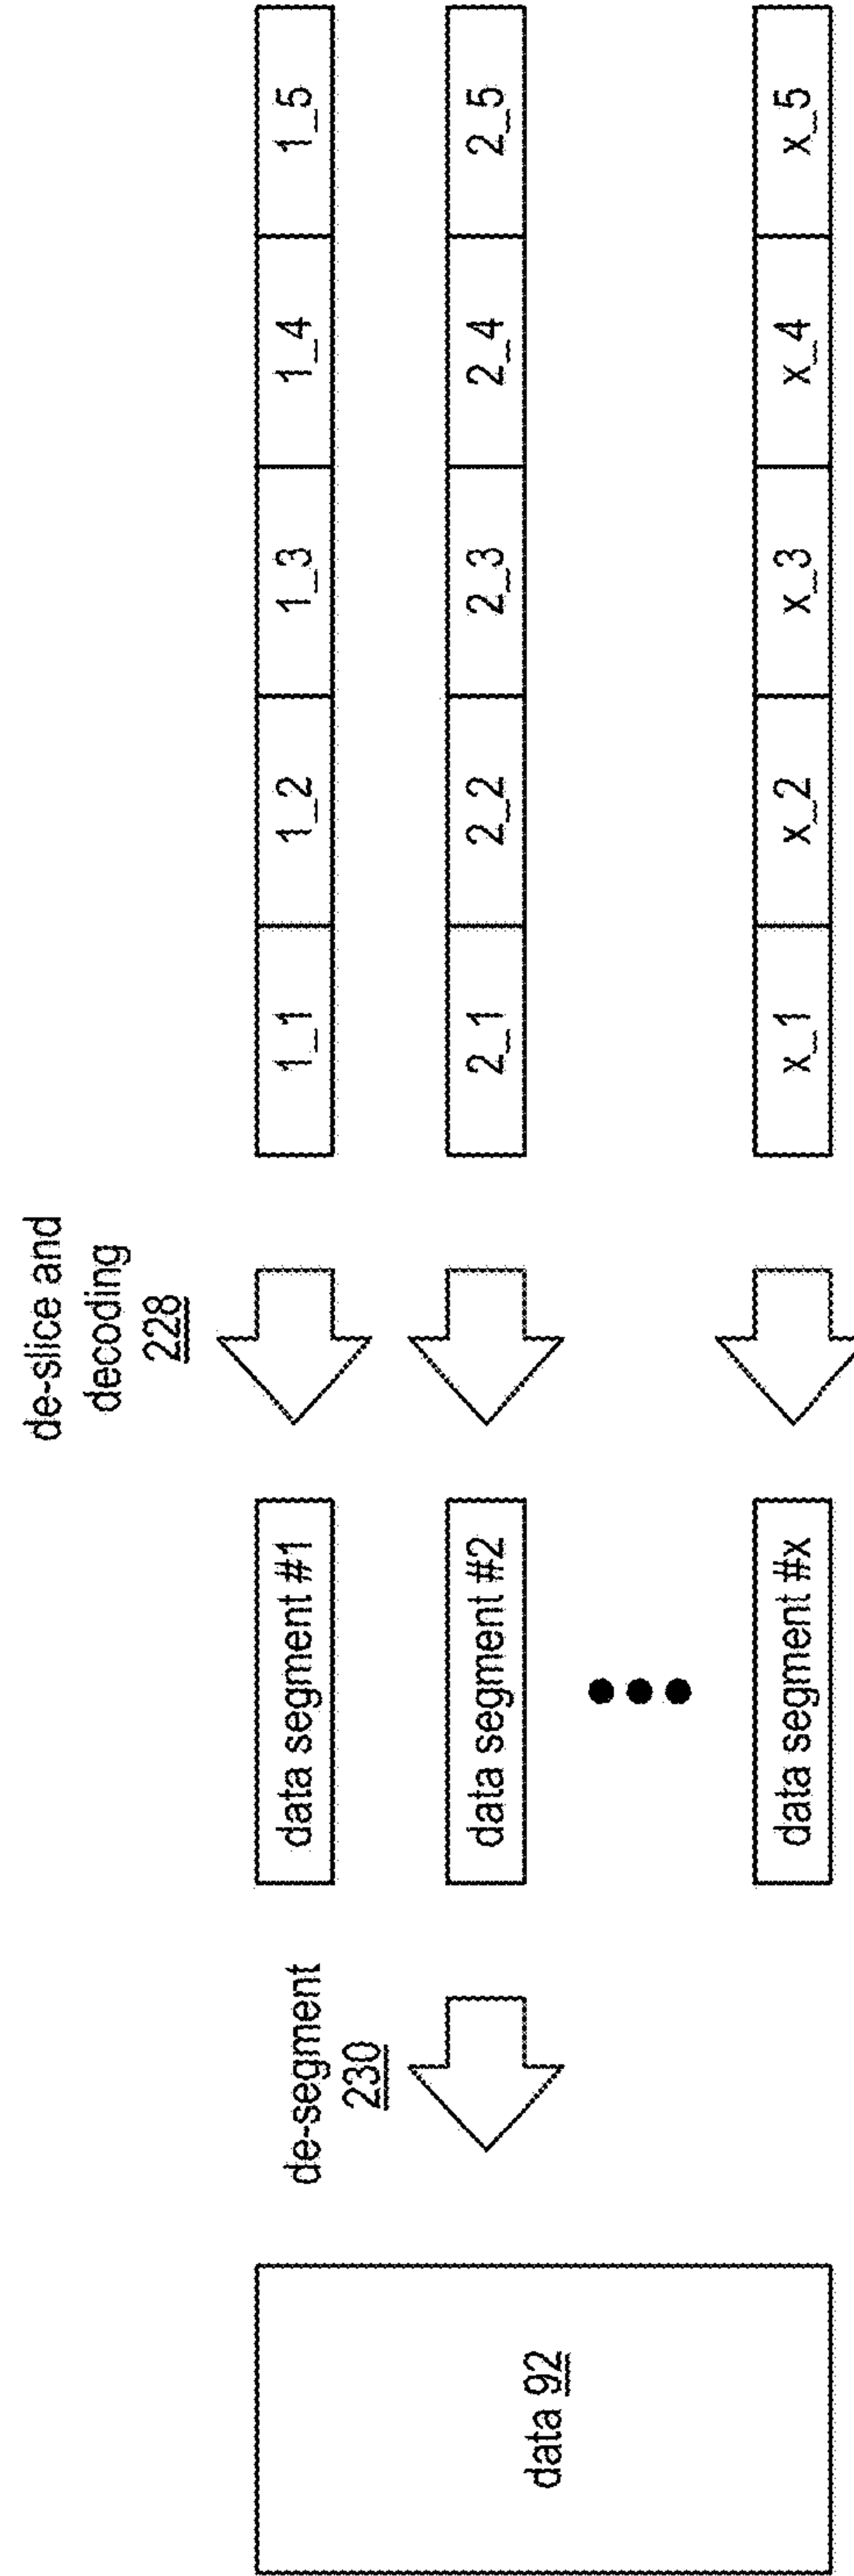 de-slice and
decoding
228
de-segment
230
data 92
data segment #1
1_1
1_2
1_3
1_4
1_5
data segment #2
2_1
2_2
2_3
2_4
2_5
data segment #x
x_1
x_2
x_3
x_4
x_5